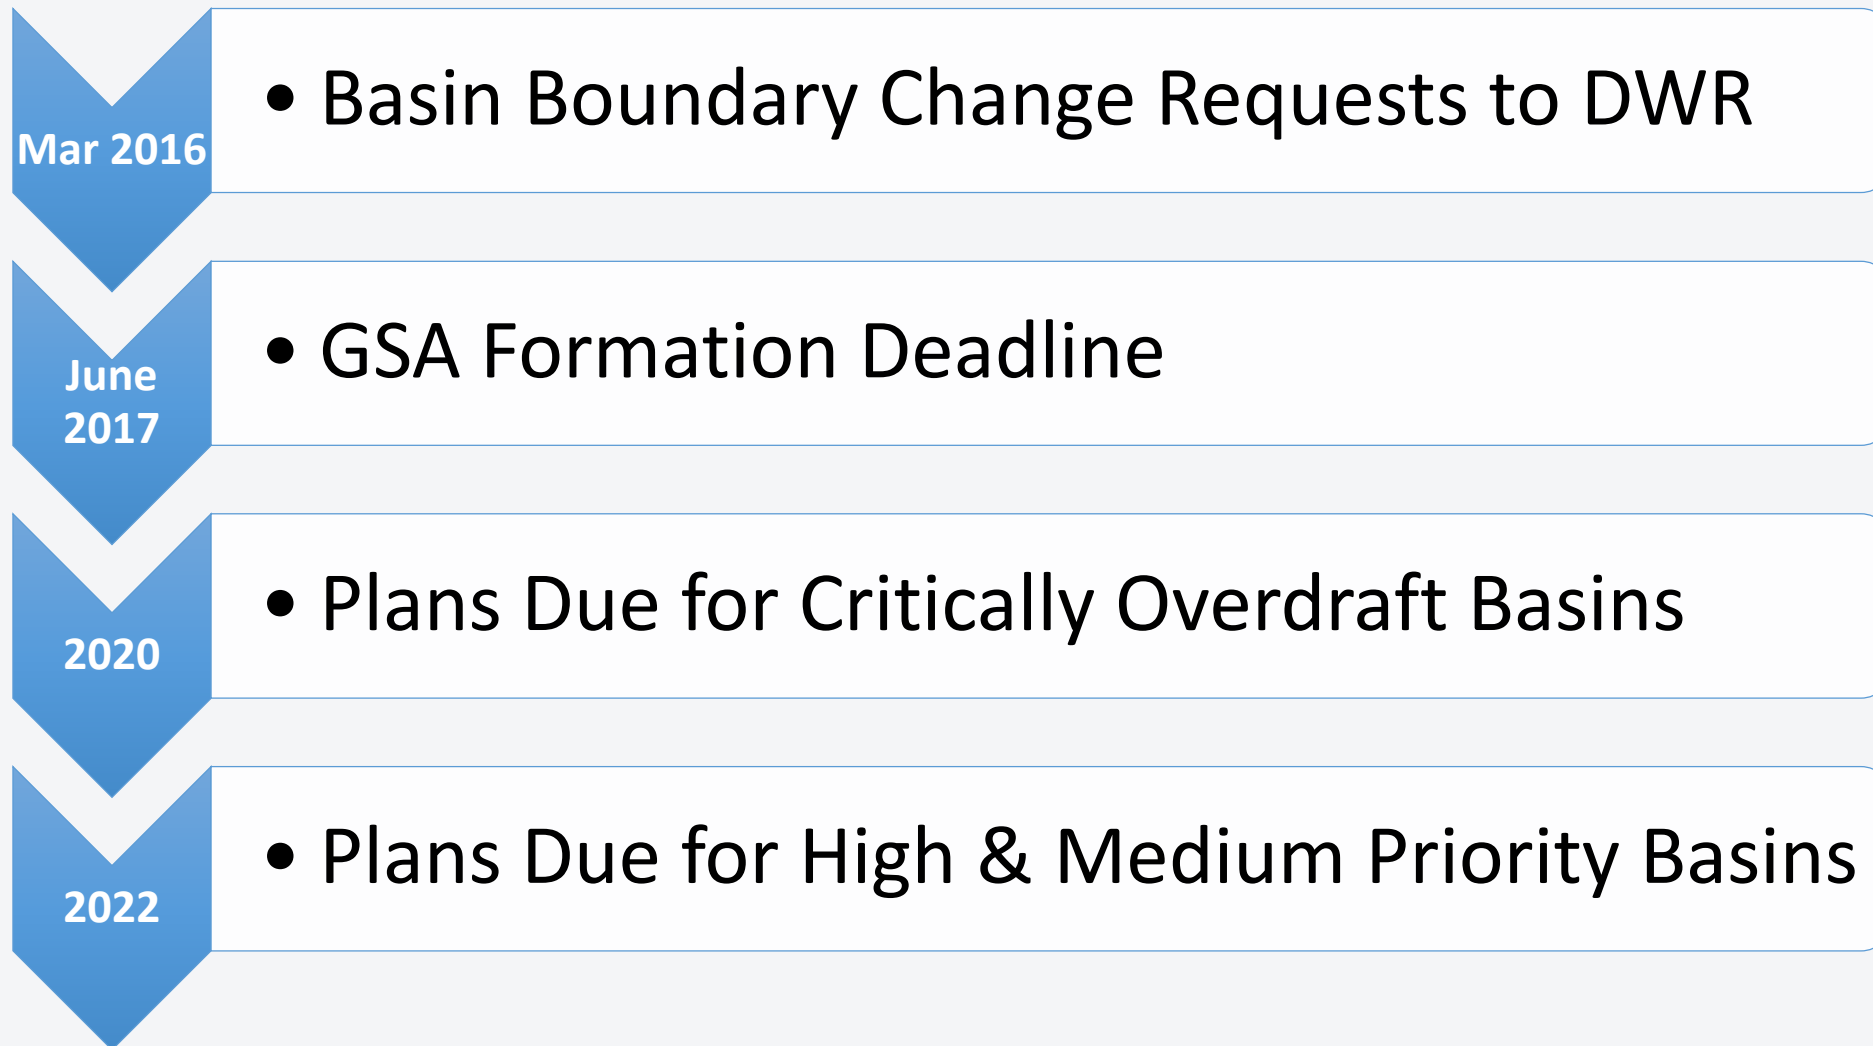 Mar 2016
• Basin Boundary Change Requests to DWR
June
2017
• GSA Formation Deadline
2020
• Plans Due for Critically Overdraft Basins
2022
• Plans Due for High & Medium Priority Basins